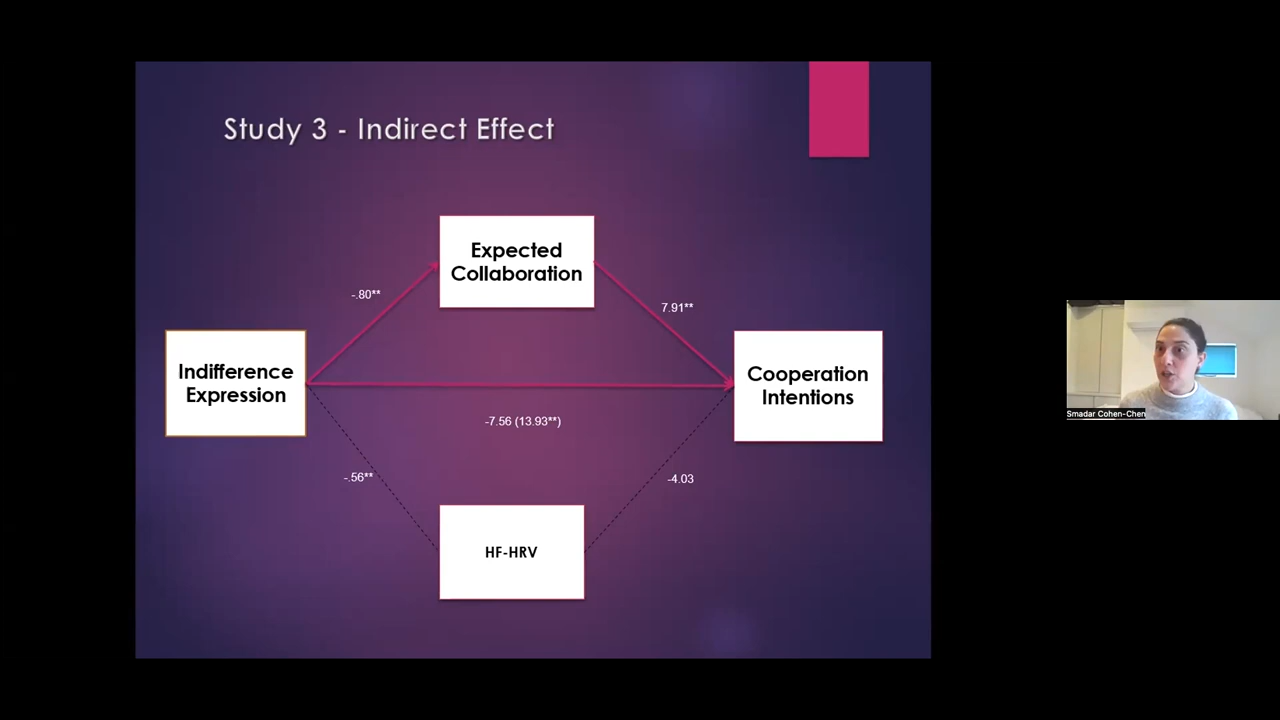 Study 3 - Indirect Effect
Expected
Collaboration
-.80**
7.91**
Indifference
Expression
Cooperation
Intentions
-7.56 (13.93**)
-.56**
-4.03
HF-HRV
Smadar Cohen-Chen